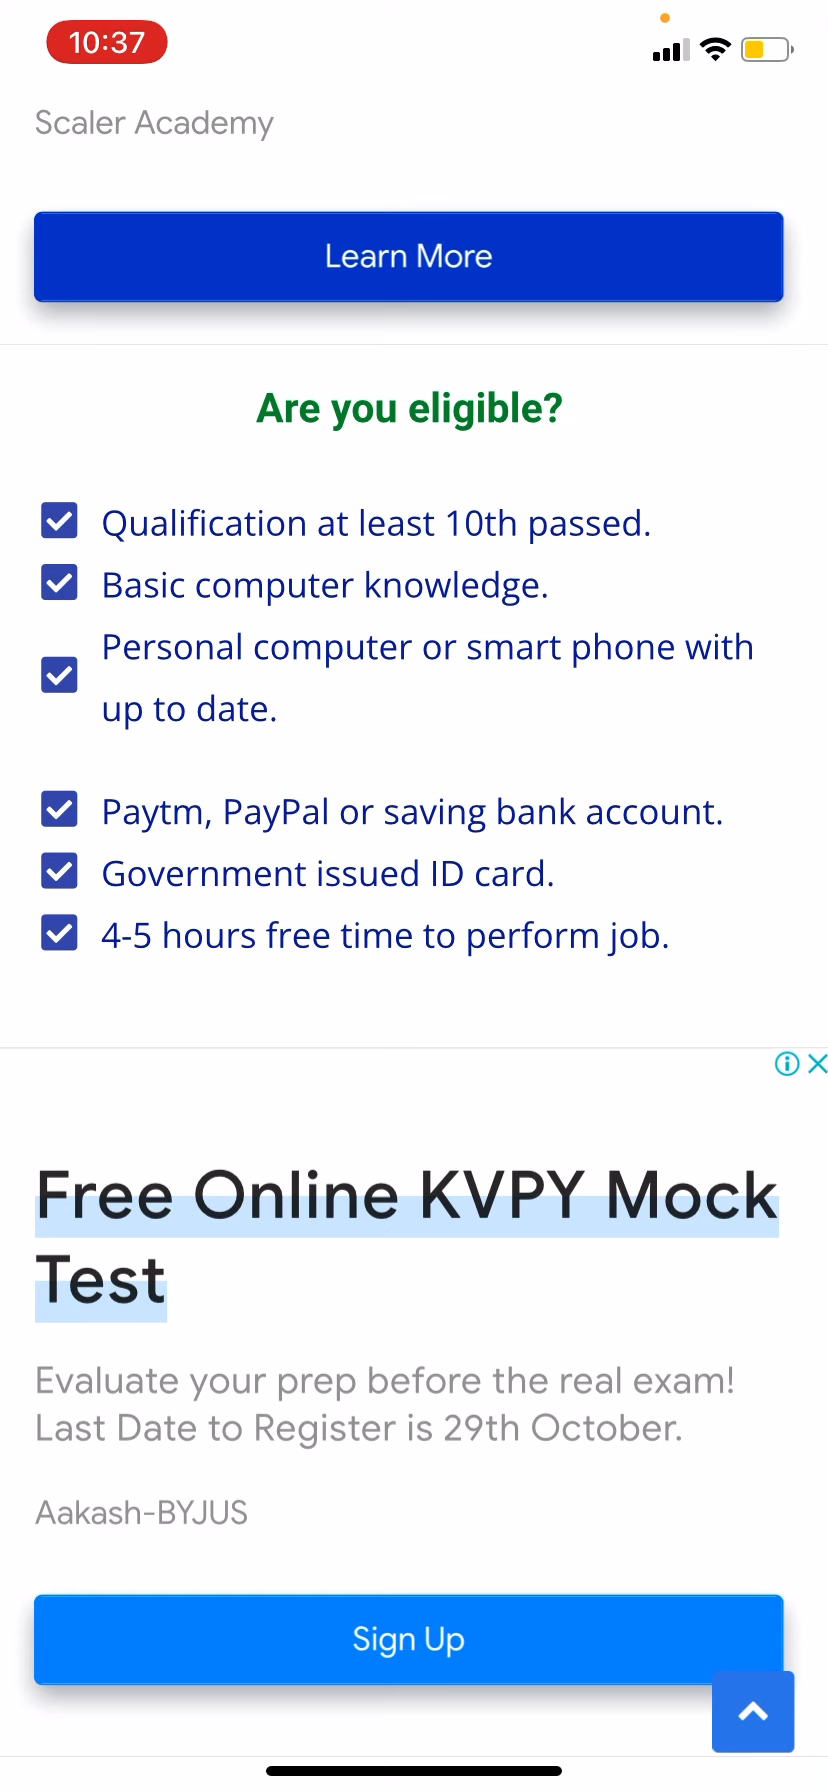 10:37
Scaler Academy
Learn More
Are you eligible?
Qualification at least 10th passed.
Basic computer knowledge.
Personal computer or smart phone with
up to date.
Paytm, PayPal or saving bank account.
Government issued ID card.
4-5 hours free time to perform job.
Free Online KVPY Mock
Test
Evaluate your prep before the real exam!
Last Date to Register is 29th October.
Aakash-BYJUS
Sign Up